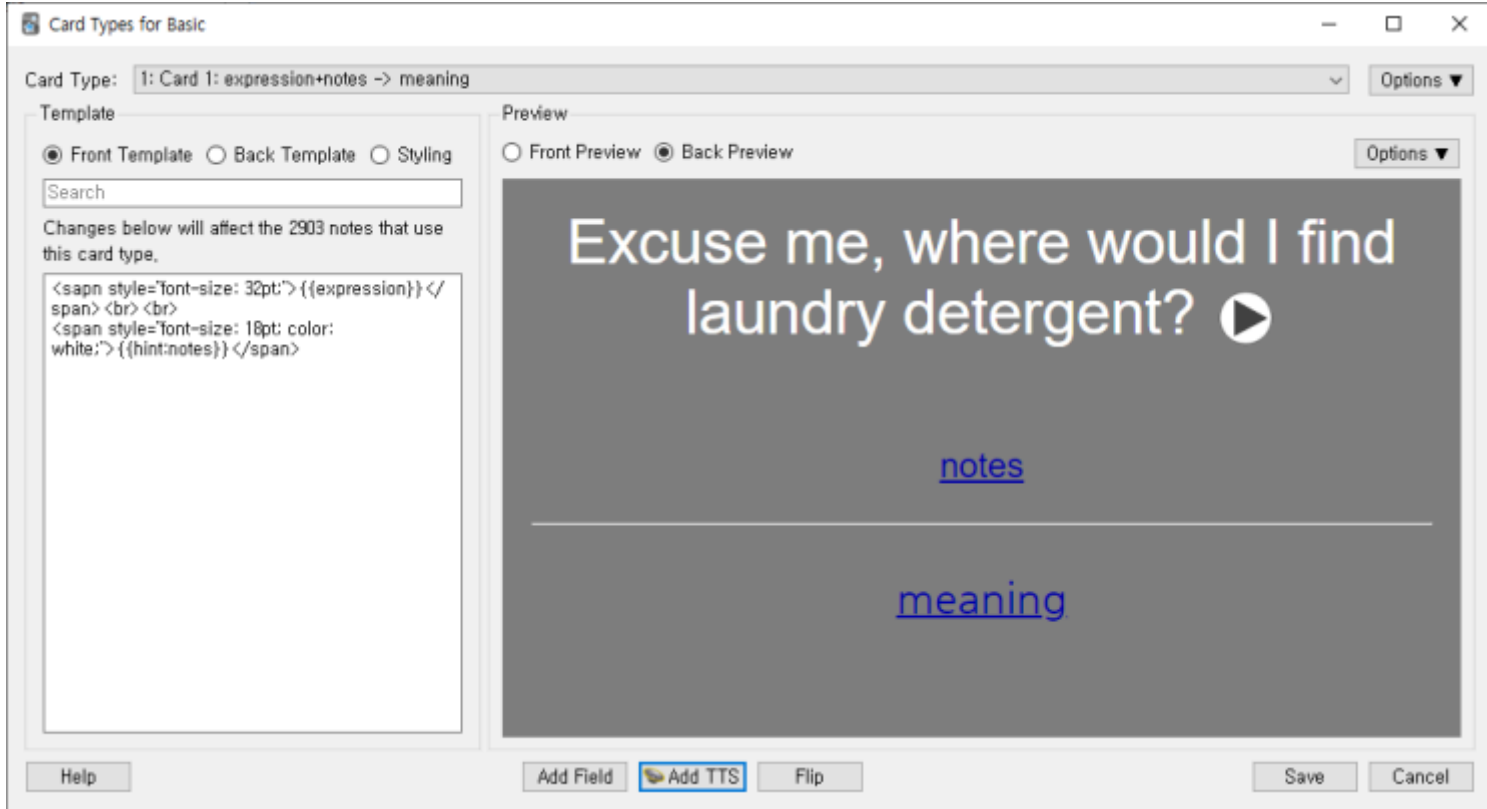 Card Types for Basic
Card Type: 1: Card 1: expression+notes -> meaning Options ▼
Template
Front Template Back Template Styling
Search
Changes below will affect the 2903 notes that use
this card type,
<sapn style="font-size: 32pt;">{{expression}}</
span><br><br>
<span style="font-size: 18pt; color:
white;">{{hint:notes}}</span>
Preview
Front Preview Back Preview Options ▼
Excuse me, where would I find
laundry detergent?
notes
meaning
Help Add Field Add TTS Flip Save Cancel